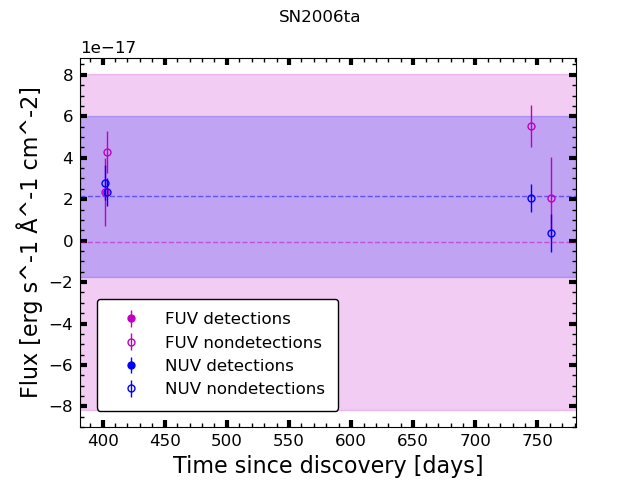 SN2006ta
1e−17
Flux [erg s^-1 Å^-1 cm^-2]
8
6
4
2
0
−2
−4
−6
−8
FUV detections
FUV nondetections
NUV detections
NUV nondetections
400 450 500 550 600 650 700 750
Time since discovery [days]